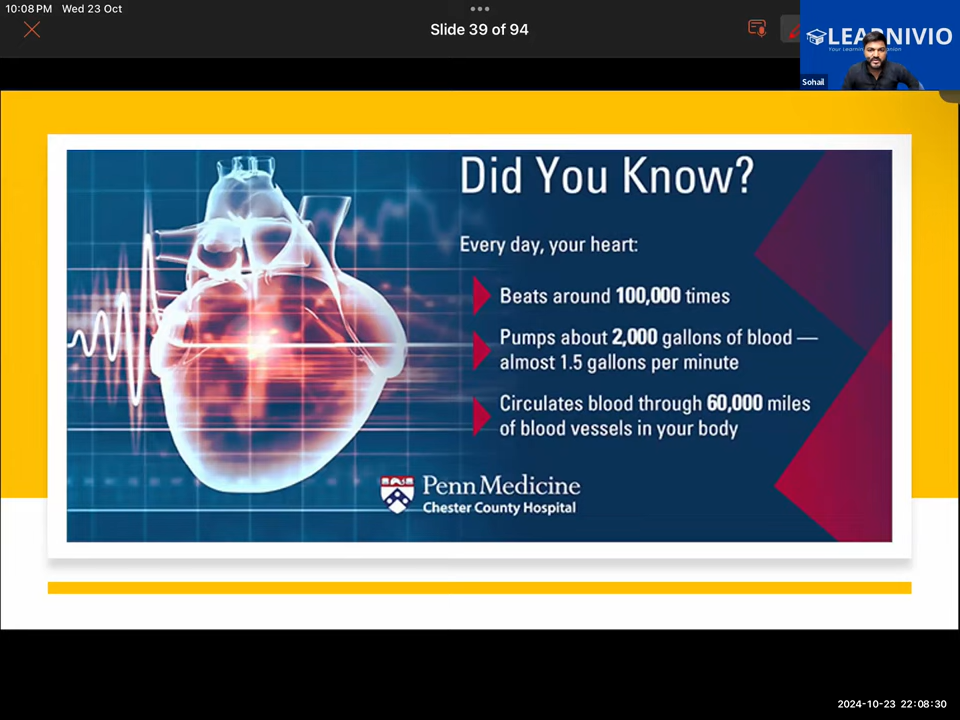 10:08 PM Wed 23 Oct
Slide 39 of 94
LEARNIVIO
Sohail
Did You Know?
Every day, your heart:
Beats around 100,000 times
Pumps about 2,000 gallons of blood —
almost 1.5 gallons per minute
Circulates blood through 60,000 miles
of blood vessels in your body
Penn Medicine
Chester County Hospital
2024-10-23 22:08:30